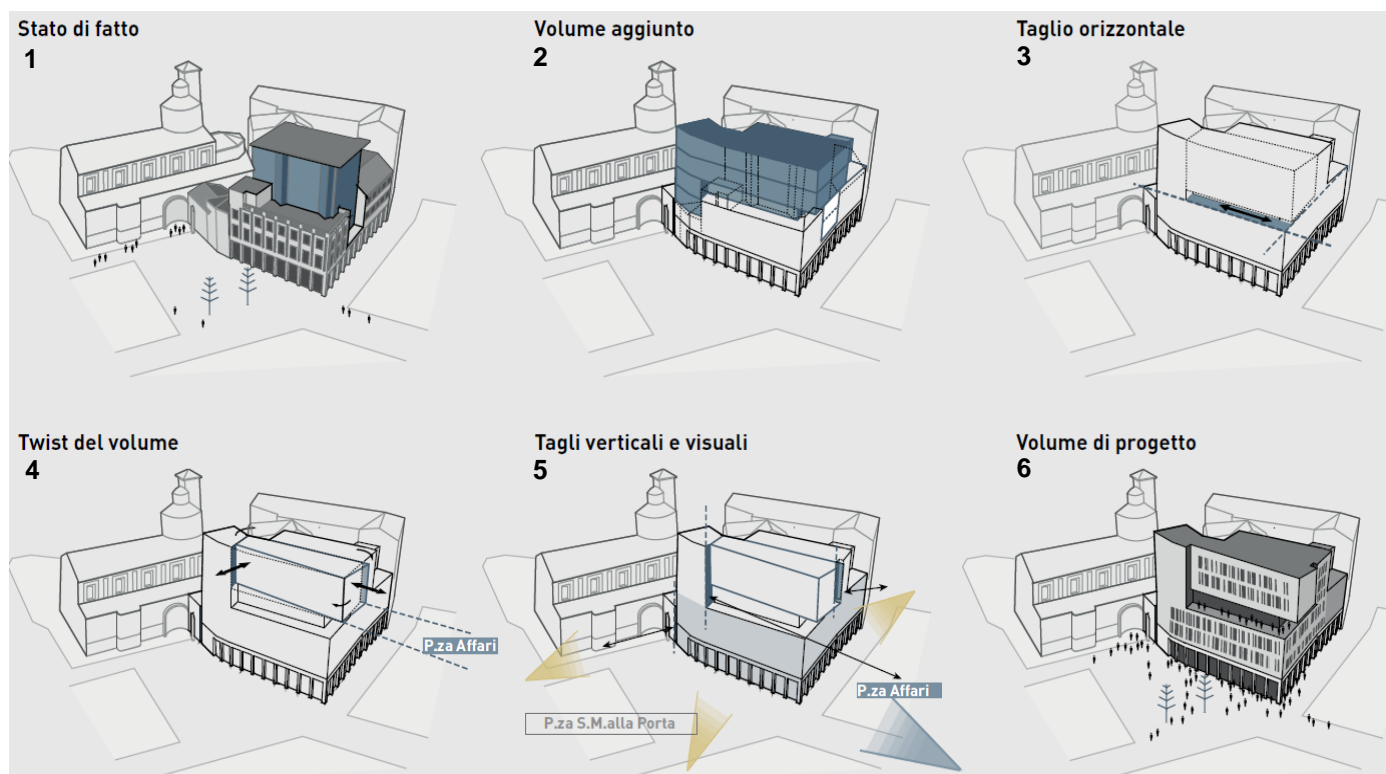 Stato di fatto
1
Volume aggiunto
2
Taglio orizzontale
3
Twist del volume
4
P.za Affari
Tagli verticali e visuali
5
P.za Affari
P.za S.M.alla Porta
Volume di progetto
6